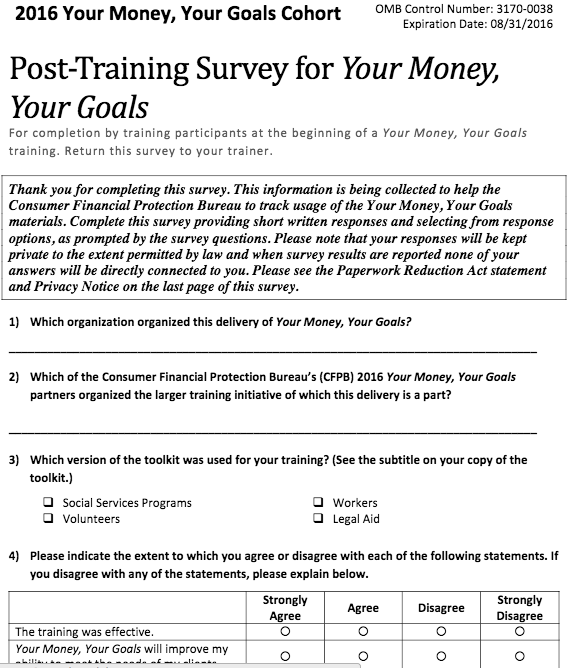 2016 Your Money, Your Goals Cohort
OMB Control Number: 3170-0038
Expiration Date: 08/31/2016
Post-Training Survey for Your Money,
Your Goals
For completion by training participants at the beginning of a Your Money, Your Goals
training. Return this survey to your trainer.
Thank you for completing this survey. This information is being collected to help the
Consumer Financial Protection Bureau to track usage of the Your Money, Your Goals
materials. Complete this survey providing short written responses and selecting from response
options, as prompted by the survey questions. Please note that your responses will be kept
private to the extent permitted by law and when survey results are reported none of your
answers will be directly connected to you. Please see the Paperwork Reduction Act statement
and Privacy Notice on the last page of this survey.
1) Which organization organized this delivery of Your Money, Your Goals?
2) Which of the Consumer Financial Protection Bureau's (CFPB) 2016 Your Money, Your Goals
partners organized the larger training initiative of which this delivery is a part?
3) Which version of the toolkit was used for your training? (See the subtitle on your copy of the
toolkit.)
Social Services Programs
Workers
Volunteers
Legal Aid
4) Please indicate the extent to which you agree or disagree with each of the following statements. If
you disagree with any of the statements, please explain below.
Strongly
Agree
Agree
Disagree
Strongly
Disagree
The training was effective.
Your Money, Your Goals will improve my